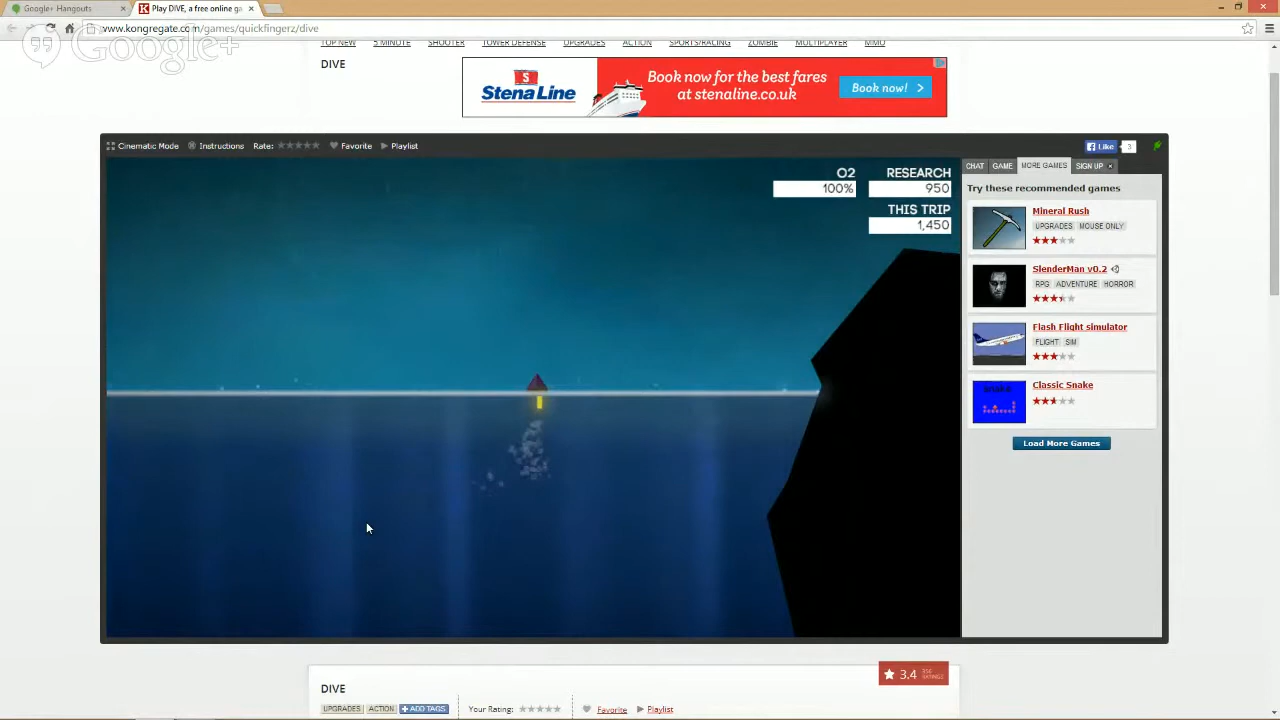 Google+ Hangouts
Play DIVE, a free online ga
www.kongregate.com/games/quickfingerz/dive
Google+
TOP NEW 5 MINUTE SHOOTER TOWER DEFENSE UPGRADES ACTION SPORTS/RACING ZOMBIE MULTIPLAYER MMO
DIVE
S
Stena Line
Book now for the best fares
at stenaline.co.uk
Book now!
Cinematic Mode Instructions Rate: Favorite Playlist
Like 3
O2 RESEARCH
100% 950
THIS TRIP
1,450
CHAT GAME MORE GAMES SIGN UP
Try these recommended games
Mineral Rush
UPGRADES MOUSE ONLY
SlenderMan v0.2
RPG ADVENTURE HORROR
Flash Flight simulator
FLIGHT SIM
Classic Snake
Load More Games
DIVE
3.4
RATINGS
UPGRADES ACTION ADD TAGS Your Rating: Favorite Playlist